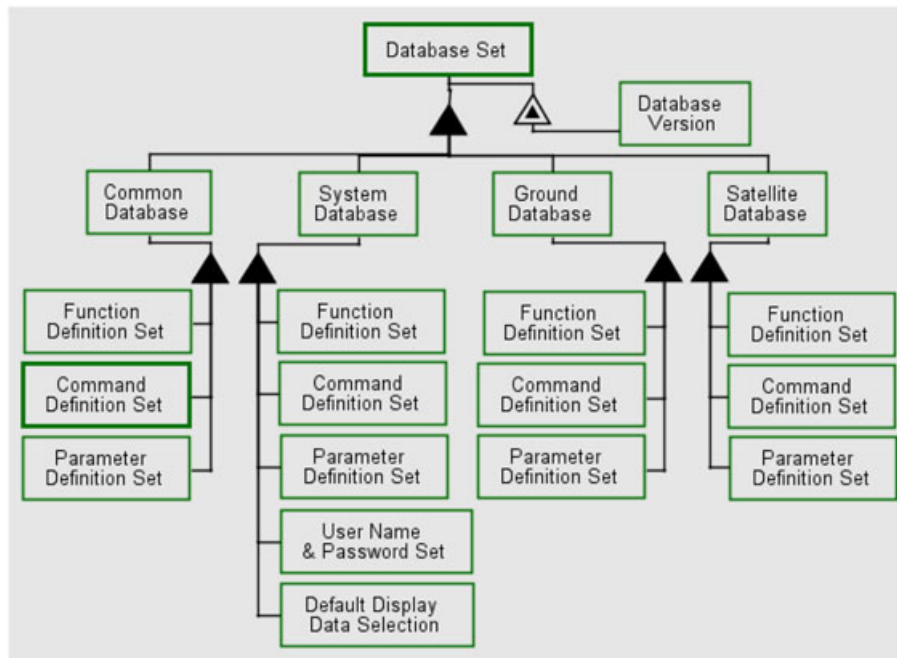 Database Set
Database
Version
Common
Database
System
Database
Ground
Database
Satellite
Database
Function
Definition Set
Command
Definition Set
Parameter
Definition Set
Function
Definition Set
Command
Definition Set
Parameter
Definition Set
User Name
& Password Set
Default Display
Data Selection
Function
Definition Set
Command
Definition Set
Parameter
Definition Set
Function
Definition Set
Command
Definition Set
Parameter
Definition Set